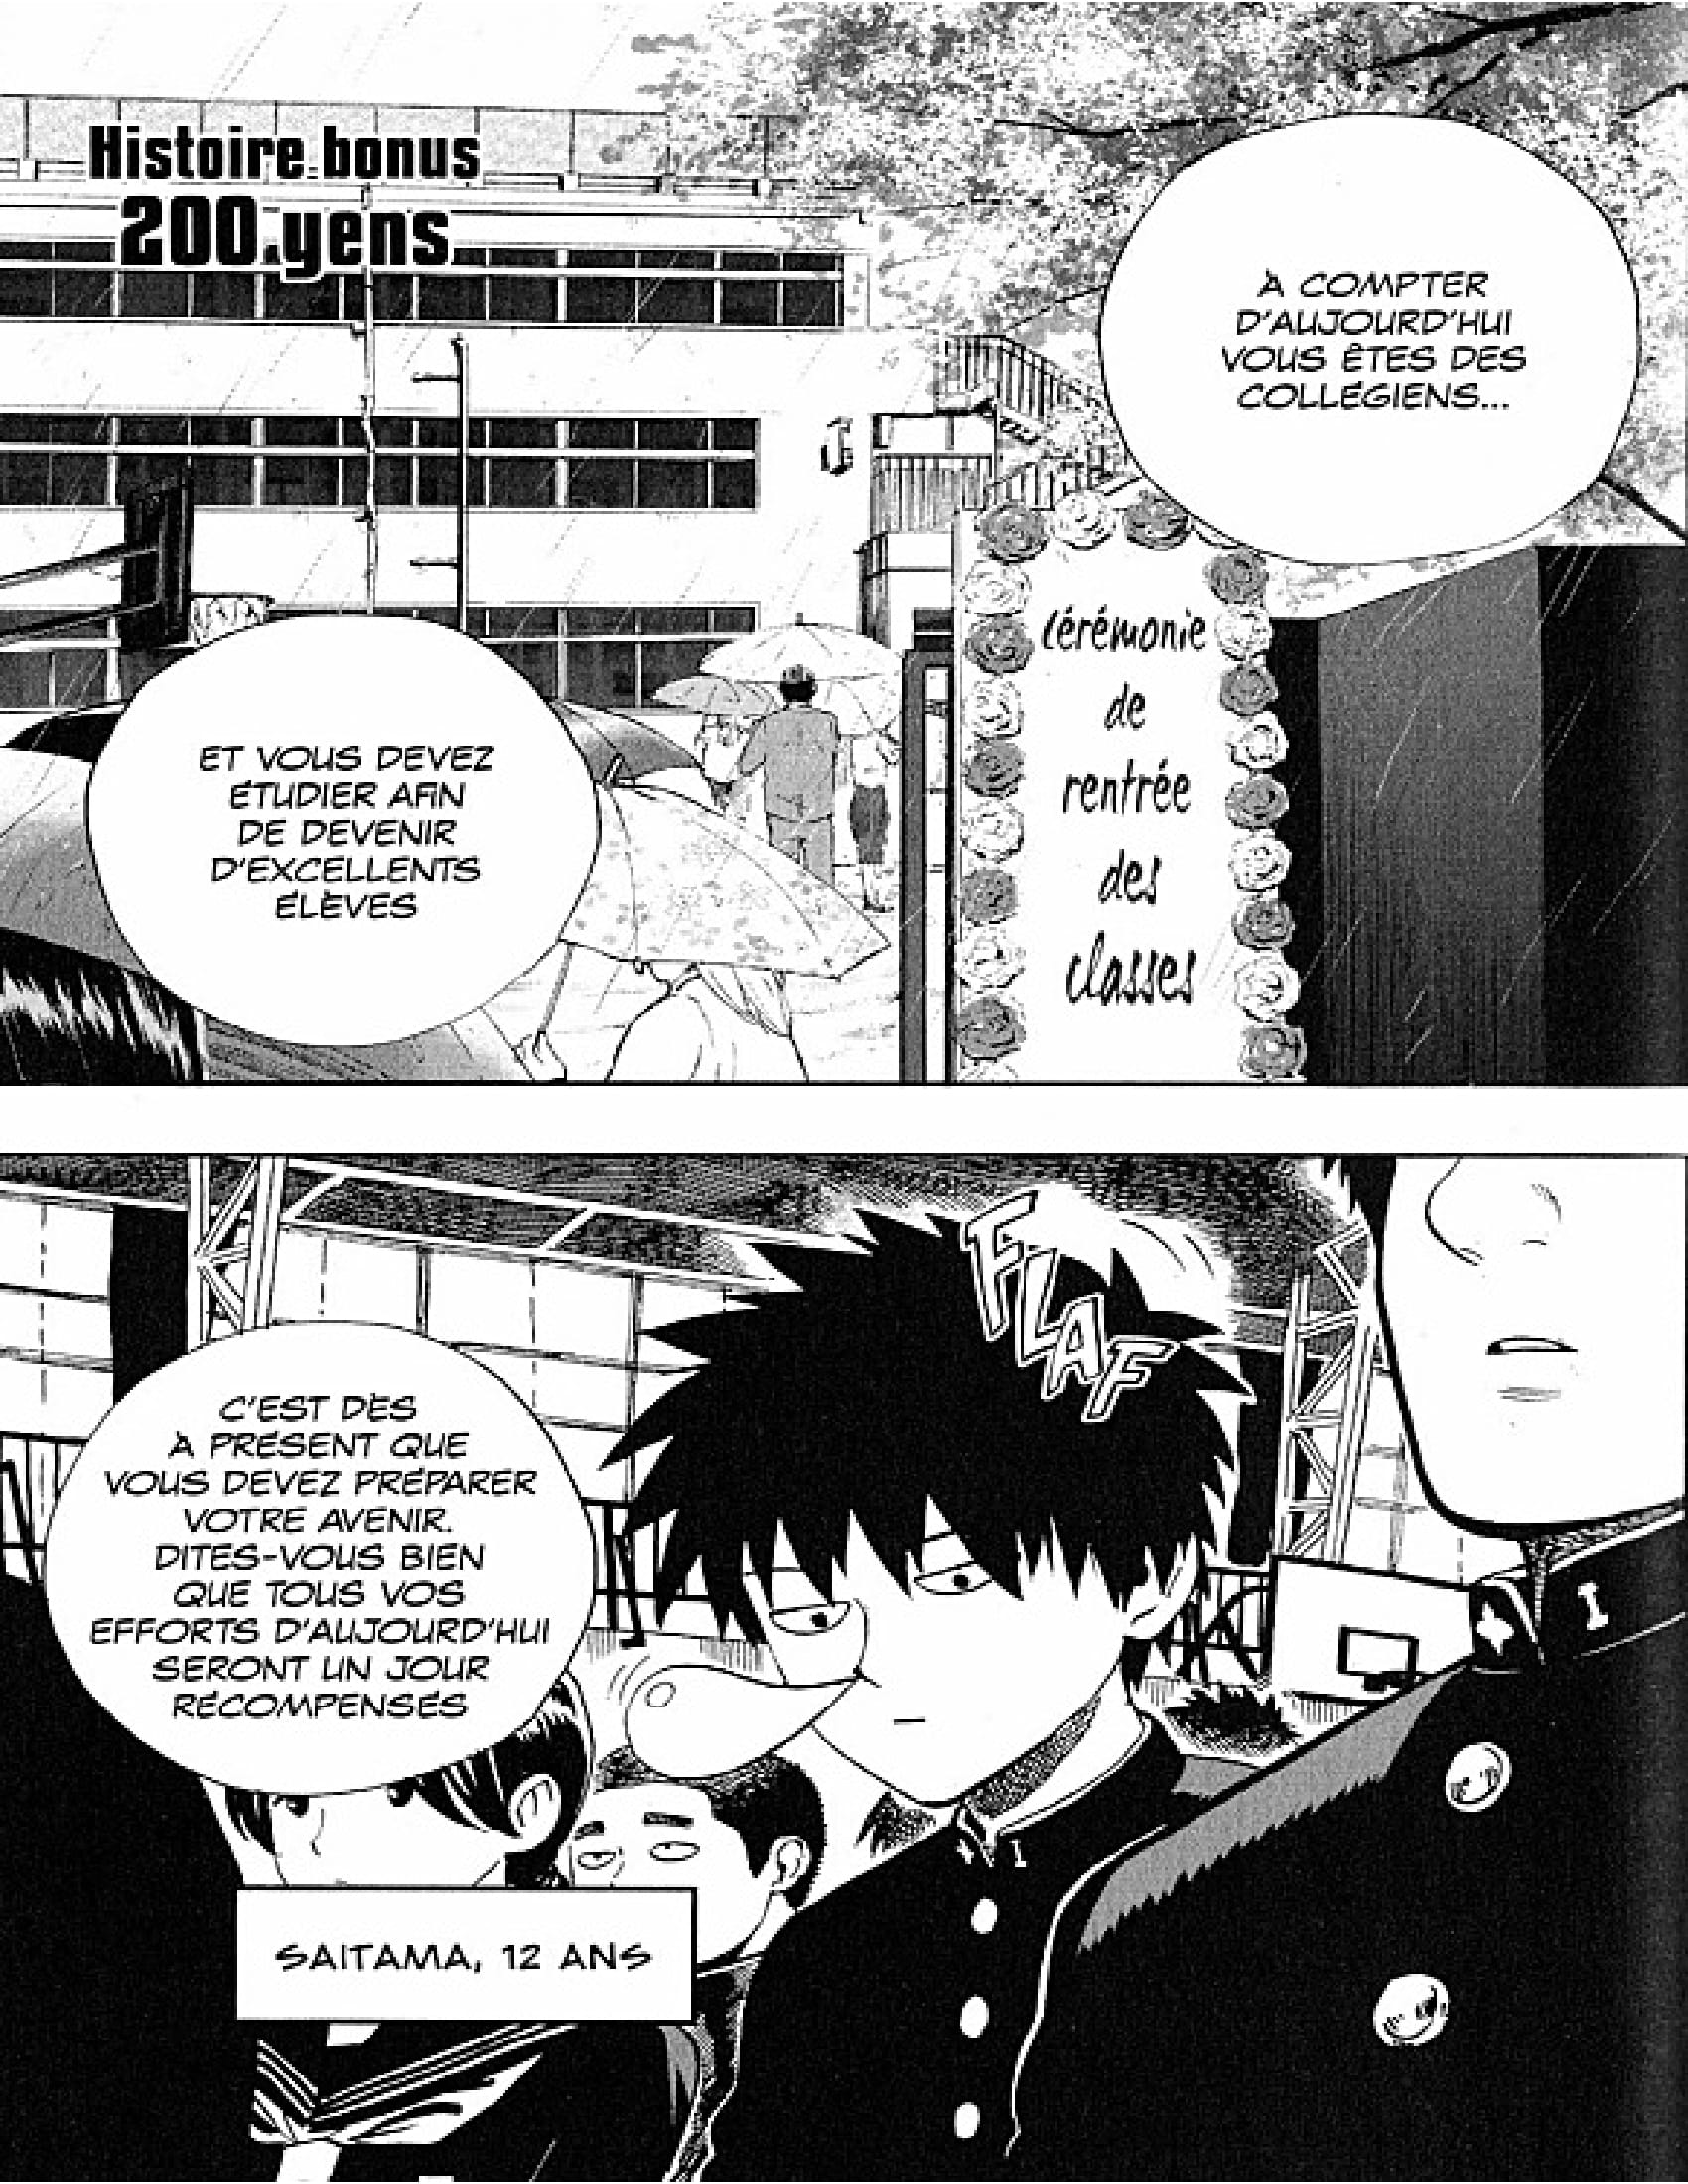 Histoire bonus
200 yens
À COMPTER
D'AUJOURD'HUI
VOUS ÊTES DES
COLLÉGIENS...
ET VOUS DEVEZ
ÉTUDIER AFIN
DE DEVENIR
D'EXCELLENTS
ÉLÈVES
cérémonie
de
rentrée
des
classes
FLAF
C'EST DÈS
À PRÉSENT QUE
VOUS DEVEZ PRÉPARER
VOTRE AVENIR.
DITES-VOUS BIEN
QUE TOUS VOS
EFFORTS D'AUJOURD'HUI
SERONT UN JOUR
RÉCOMPENSÉS
I
I
SAITAMA, 12 ANS